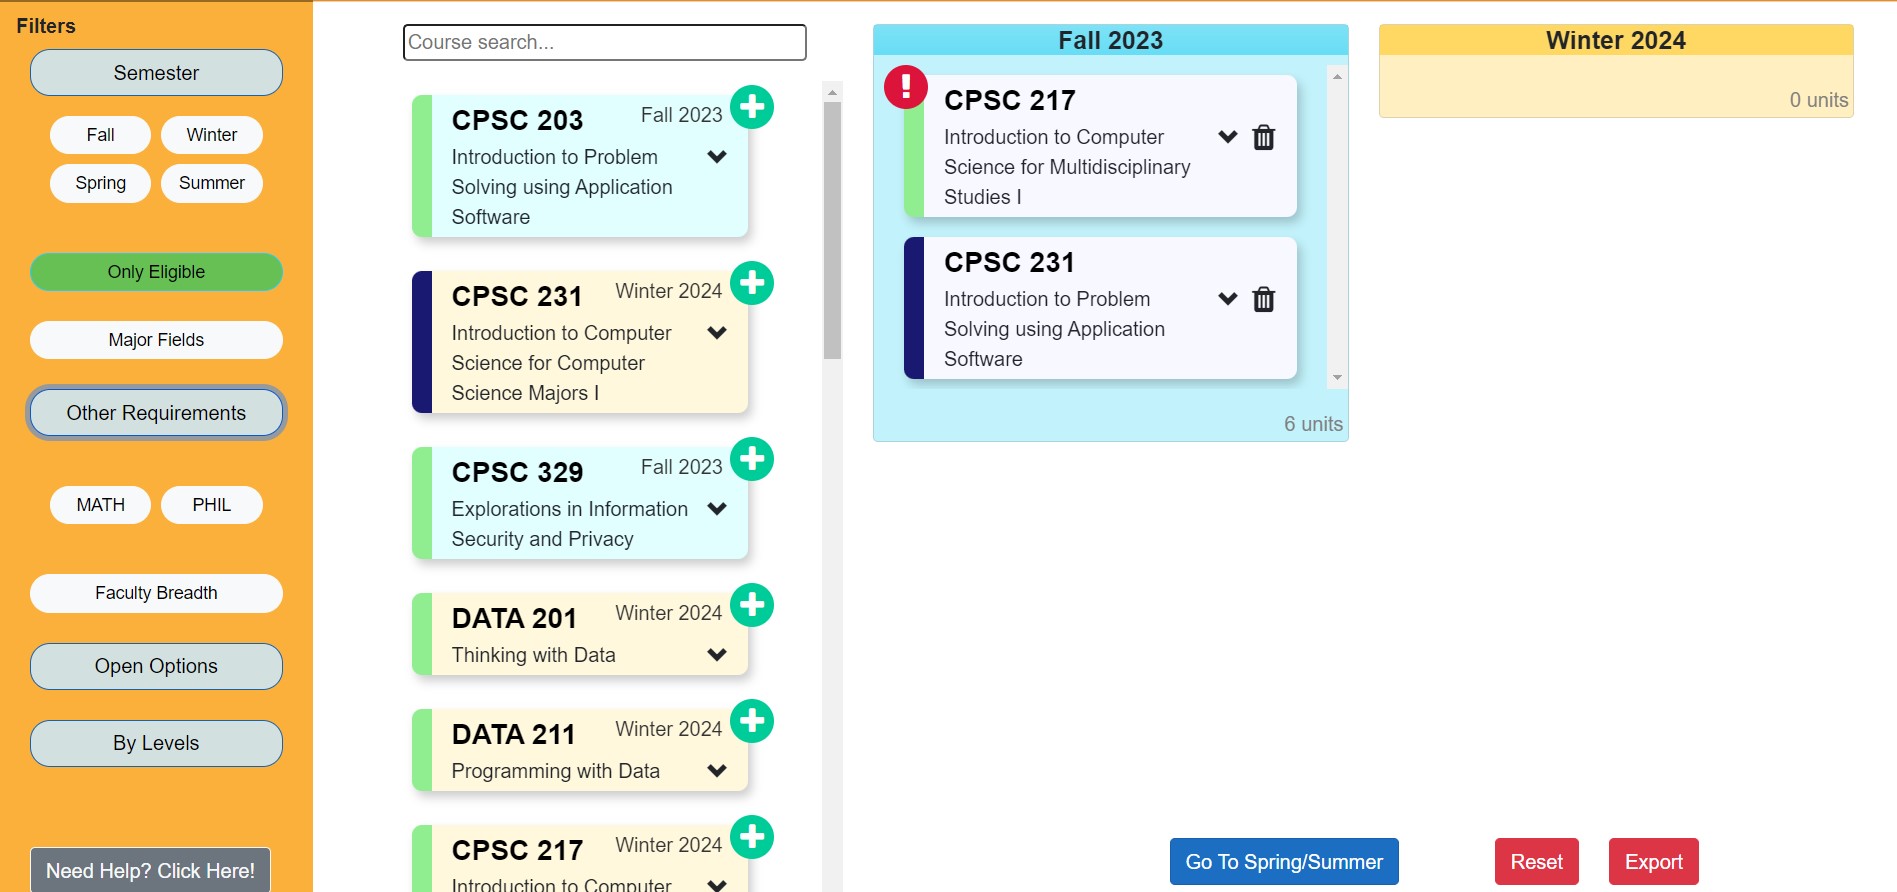 Filters
Semester
Fall
Winter
Spring
Summer
Only Eligible
Major Fields
Other Requirements
MATH
PHIL
Faculty Breadth
Open Options
By Levels
Need Help? Click Here!
Course search...
CPSC 203
Fall 2023
Introduction to Problem
Solving using Application
Software
CPSC 231
Winter 2024
Introduction to Computer
Science for Computer
Science Majors I
CPSC 329
Fall 2023
Explorations in Information
Security and Privacy
DATA 201
Winter 2024
Thinking with Data
DATA 211
Winter 2024
Programming with Data
CPSC 217
Winter 2024
Introduction to Computer
Fall 2023
CPSC 217
Introduction to Computer
Science for Multidisciplinary
Studies I
CPSC 231
Introduction to Problem
Solving using Application
Software
6 units
Winter 2024
0 units
Go To Spring/Summer
Reset
Export